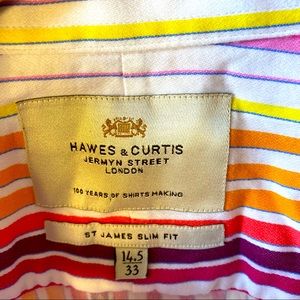 HAWES & CURTIS
JERMYN STREET
LONDON
100 YEARS OF SHIRTS MAKING
ST JAMES SLIM FIT
14.5
33